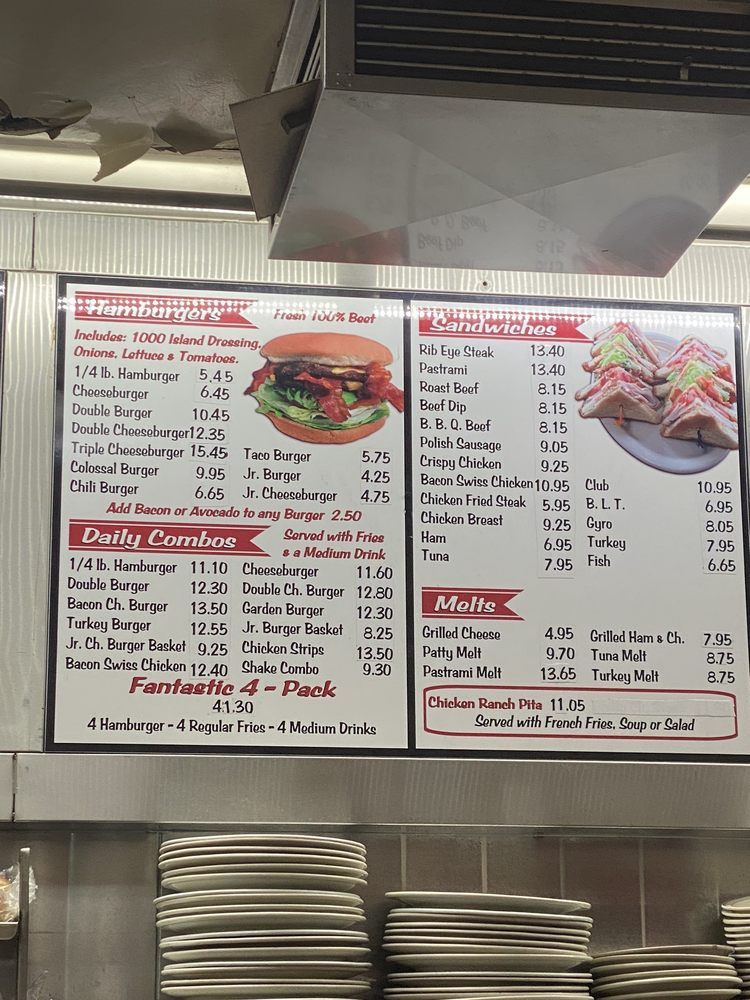 Hamburgers
Fresh 100% Beef
Includes: 1000 Island Dressing,
Onions, Lettuce & Tomatoes.
1/4 lb. Hamburger 5.45
Cheeseburger 6.45
Double Burger 10.45
Double Cheeseburger 12.35
Triple Cheeseburger 15.45
Colossal Burger 9.95
Chili Burger 6.65
Taco Burger 5.75
Jr. Burger 4.25
Jr. Cheeseburger 4.75
Add Bacon or Avocado to any Burger 2.50
Daily Combos
Served with Fries
& a Medium Drink
1/4 lb. Hamburger 11.10
Double Burger 12.30
Bacon Ch. Burger 13.50
Turkey Burger 12.55
Jr. Ch. Burger Basket 9.25
Bacon Swiss Chicken 12.40
Cheeseburger 11.60
Double Ch. Burger 12.80
Garden Burger 12.30
Jr. Burger Basket 8.25
Chicken Strips 13.50
Shake Combo 9.30
Fantastic 4 - Pack
41.30
4 Hamburger - 4 Regular Fries - 4 Medium Drinks
Sandwiches
Rib Eye Steak 13.40
Pastrami 13.40
Roast Beef 8.15
Beef Dip 8.15
B. B. Q. Beef 8.15
Polish Sausage 9.05
Crispy Chicken 9.25
Bacon Swiss Chicken 10.95
Chicken Fried Steak 5.95
Chicken Breast 9.25
Ham 6.95
Tuna 7.95
Club 10.95
B. L. T. 6.95
Gyro 8.05
Turkey 7.95
Fish 6.65
Melts
Grilled Cheese 4.95
Patty Melt 9.70
Pastrami Melt 13.65
Grilled Ham & Ch. 7.95
Tuna Melt 8.75
Turkey Melt 8.75
Chicken Ranch Pita 11.05
Served with French Fries, Soup or Salad